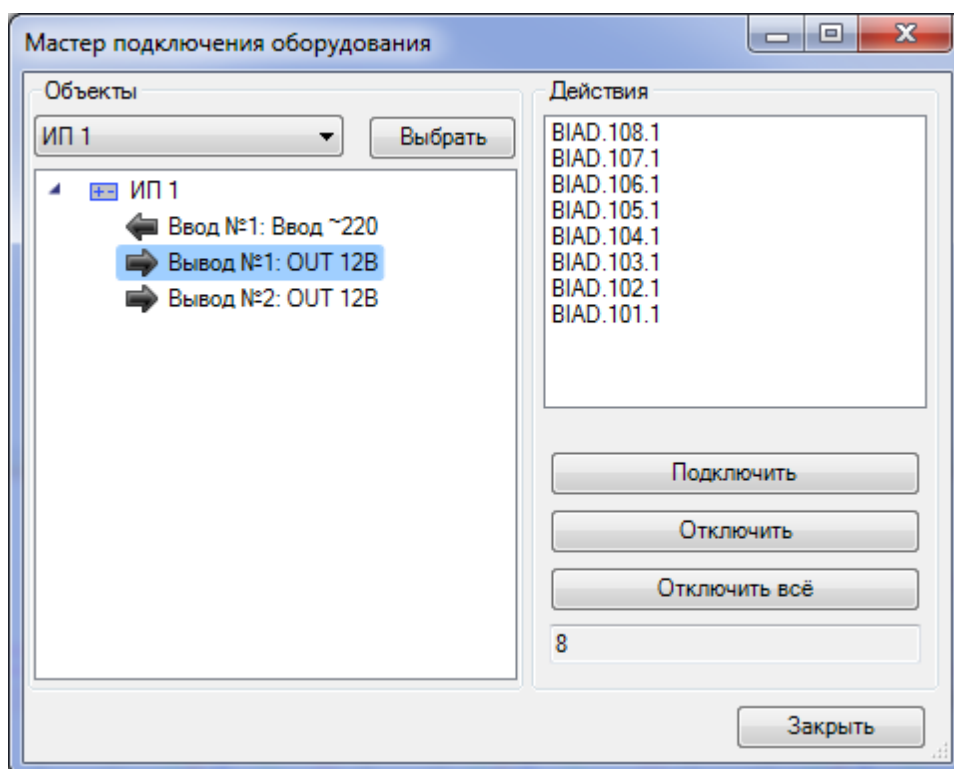 Мастер подключения оборудования
Объекты
ИП 1
Выбрать
ИП 1
Ввод №1: Ввод ~220
Вывод №1: OUT 12В
Вывод №2: OUT 12В
Действия
BIAD.108.1
BIAD.107.1
BIAD.106.1
BIAD.105.1
BIAD.104.1
BIAD.103.1
BIAD.102.1
BIAD.101.1
Подключить
Отключить
Отключить всё
8
Закрыть